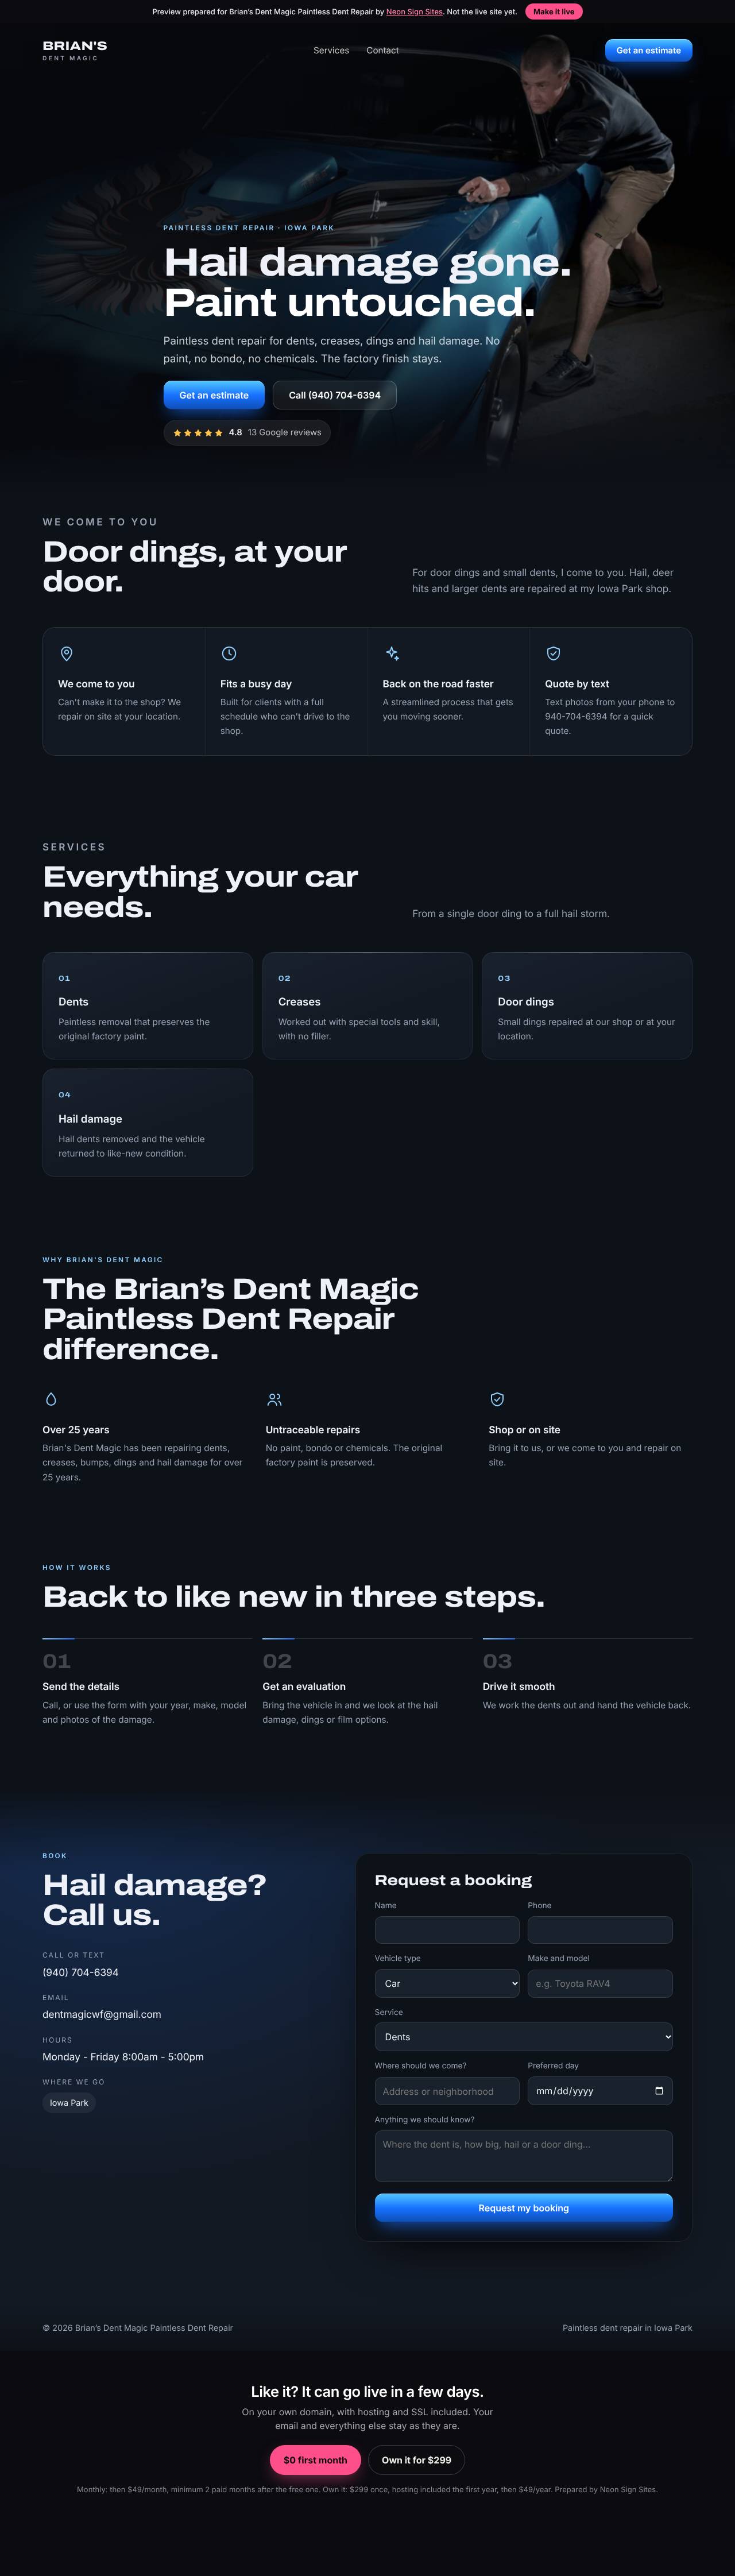 Preview prepared for Brian's Dent Magic Paintless Dent Repair by Neon Sign Sites. Not the live site yet. Make it live
BRIAN'S
DENT MAGIC
Services Contact
Get an estimate
PAINTLESS DENT REPAIR · IOWA PARK
Hail damage gone.
Paint untouched.
Paintless dent repair for dents, creases, dings and hail damage. No
paint, no bondo, no chemicals. The factory finish stays.
Get an estimate
Call (940) 704-6394
★★★★★ 4.8 13 Google reviews
WE COME TO YOU
Door dings, at your
door.
For door dings and small dents, I come to you. Hail, deer
hits and larger dents are repaired at my Iowa Park shop.
We come to you
Can't make it to the shop? We
repair on site at your location.
Fits a busy day
Built for clients with a full
schedule who can't drive to the
shop.
Back on the road faster
A streamlined process that gets
you moving sooner.
Quote by text
Text photos from your phone to
940-704-6394 for a quick
quote.
SERVICES
Everything your car
needs.
From a single door ding to a full hail storm.
01
Dents
Paintless removal that preserves the
original factory paint.
02
Creases
Worked out with special tools and skill,
with no filler.
03
Door dings
Small dings repaired at our shop or at your
location.
04
Hail damage
Hail dents removed and the vehicle
returned to like-new condition.
WHY BRIAN'S DENT MAGIC
The Brian's Dent Magic
Paintless Dent Repair
difference.
Over 25 years
Brian's Dent Magic has been repairing dents,
creases, bumps, dings and hail damage for over
25 years.
Untraceable repairs
No paint, bondo or chemicals. The original
factory paint is preserved.
Shop or on site
Bring it to us, or we come to you and repair on
site.
HOW IT WORKS
Back to like new in three steps.
01
Send the details
Call, or use the form with your year, make, model
and photos of the damage.
02
Get an evaluation
Bring the vehicle in and we look at the hail
damage, dings or film options.
03
Drive it smooth
We work the dents out and hand the vehicle back.
BOOK
Hail damage?
Call us.
CALL OR TEXT
(940) 704-6394
EMAIL
dentmagicwf@gmail.com
HOURS
Monday - Friday 8:00am - 5:00pm
WHERE WE GO
Iowa Park
Request a booking
Name
Phone
Vehicle type
Car
Make and model
e.g. Toyota RAV4
Service
Dents
Where should we come?
Address or neighborhood
Preferred day
mm/dd/yyyy
Anything we should know?
Where the dent is, how big, hail or a door ding...
Request my booking
© 2026 Brian's Dent Magic Paintless Dent Repair
Paintless dent repair in Iowa Park
Like it? It can go live in a few days.
On your own domain, with hosting and SSL included. Your
email and everything else stay as they are.
$0 first month
Own it for $299
Monthly: then $49/month, minimum 2 paid months after the free one. Own it: $299 once, hosting included the first year, then $49/year. Prepared by Neon Sign Sites.